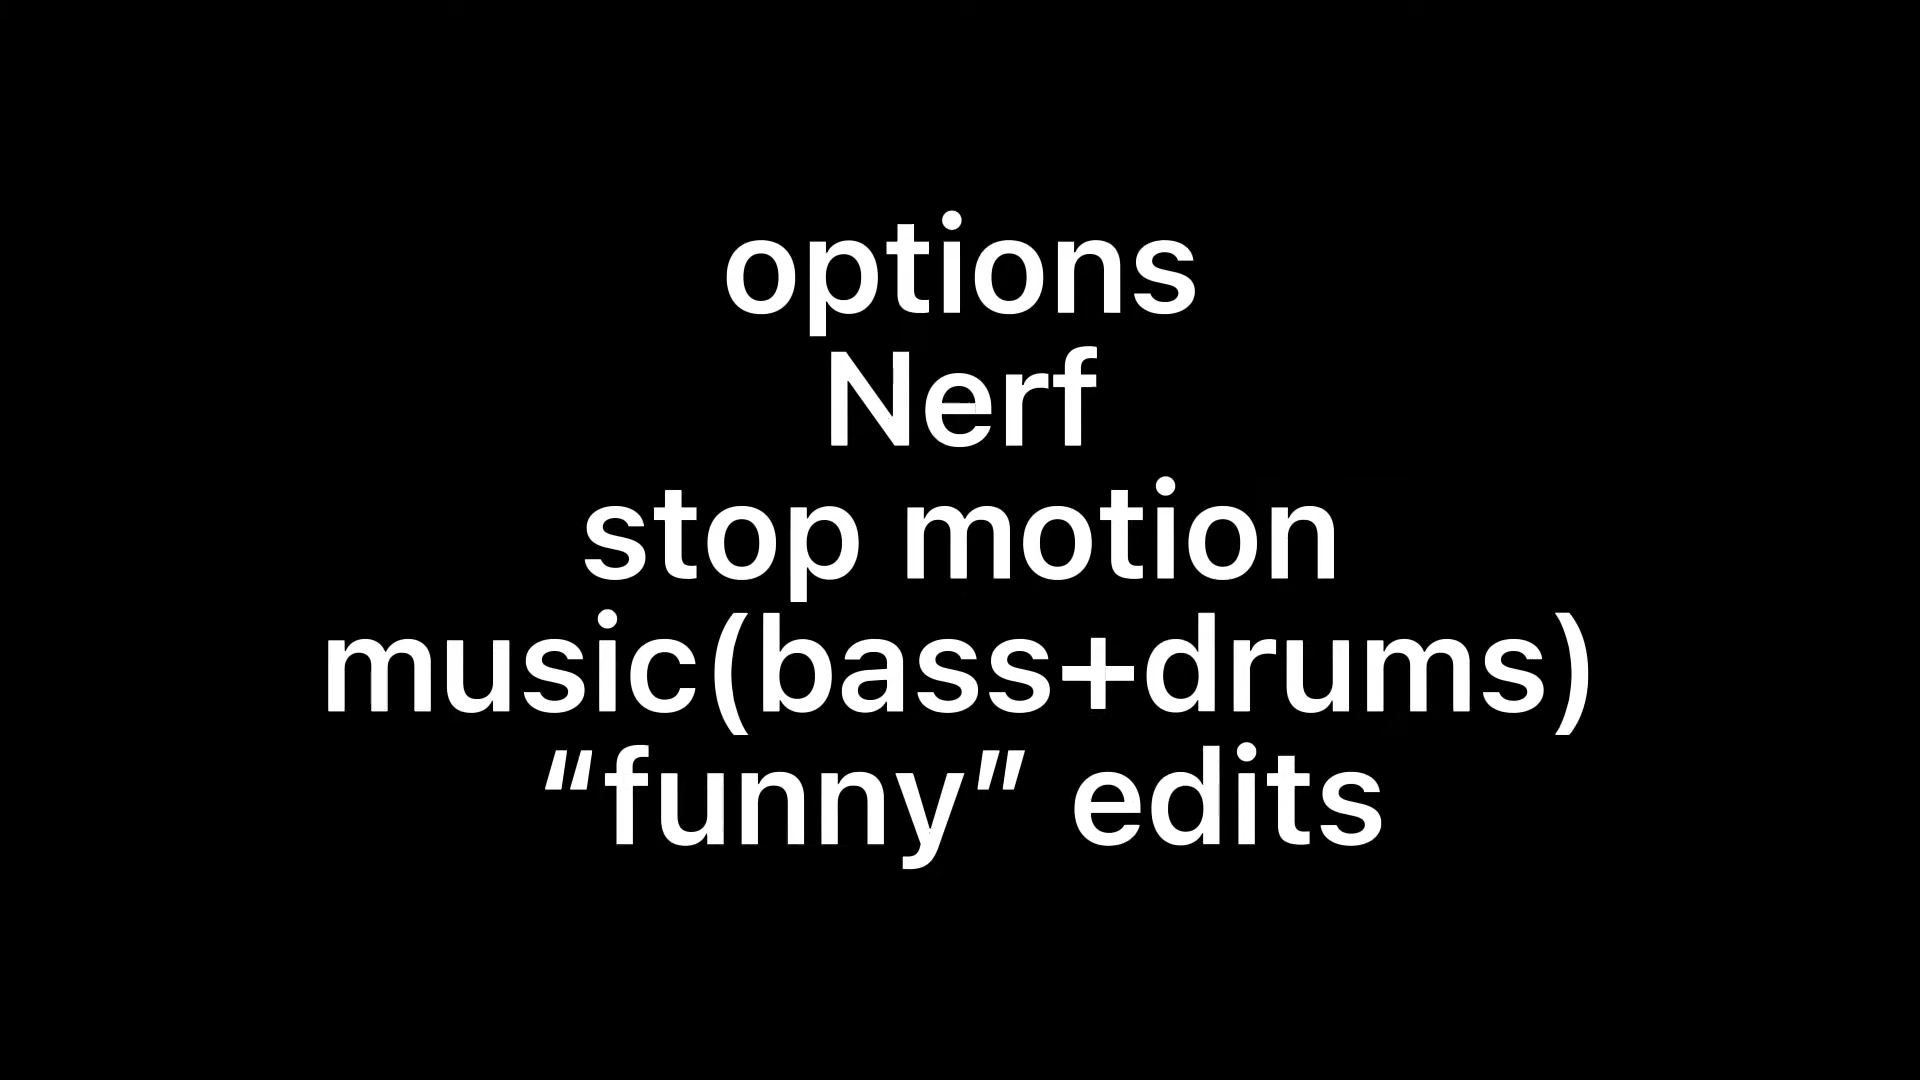 options
Nerf
stop motion
music(bass+drums)
“funny” edits